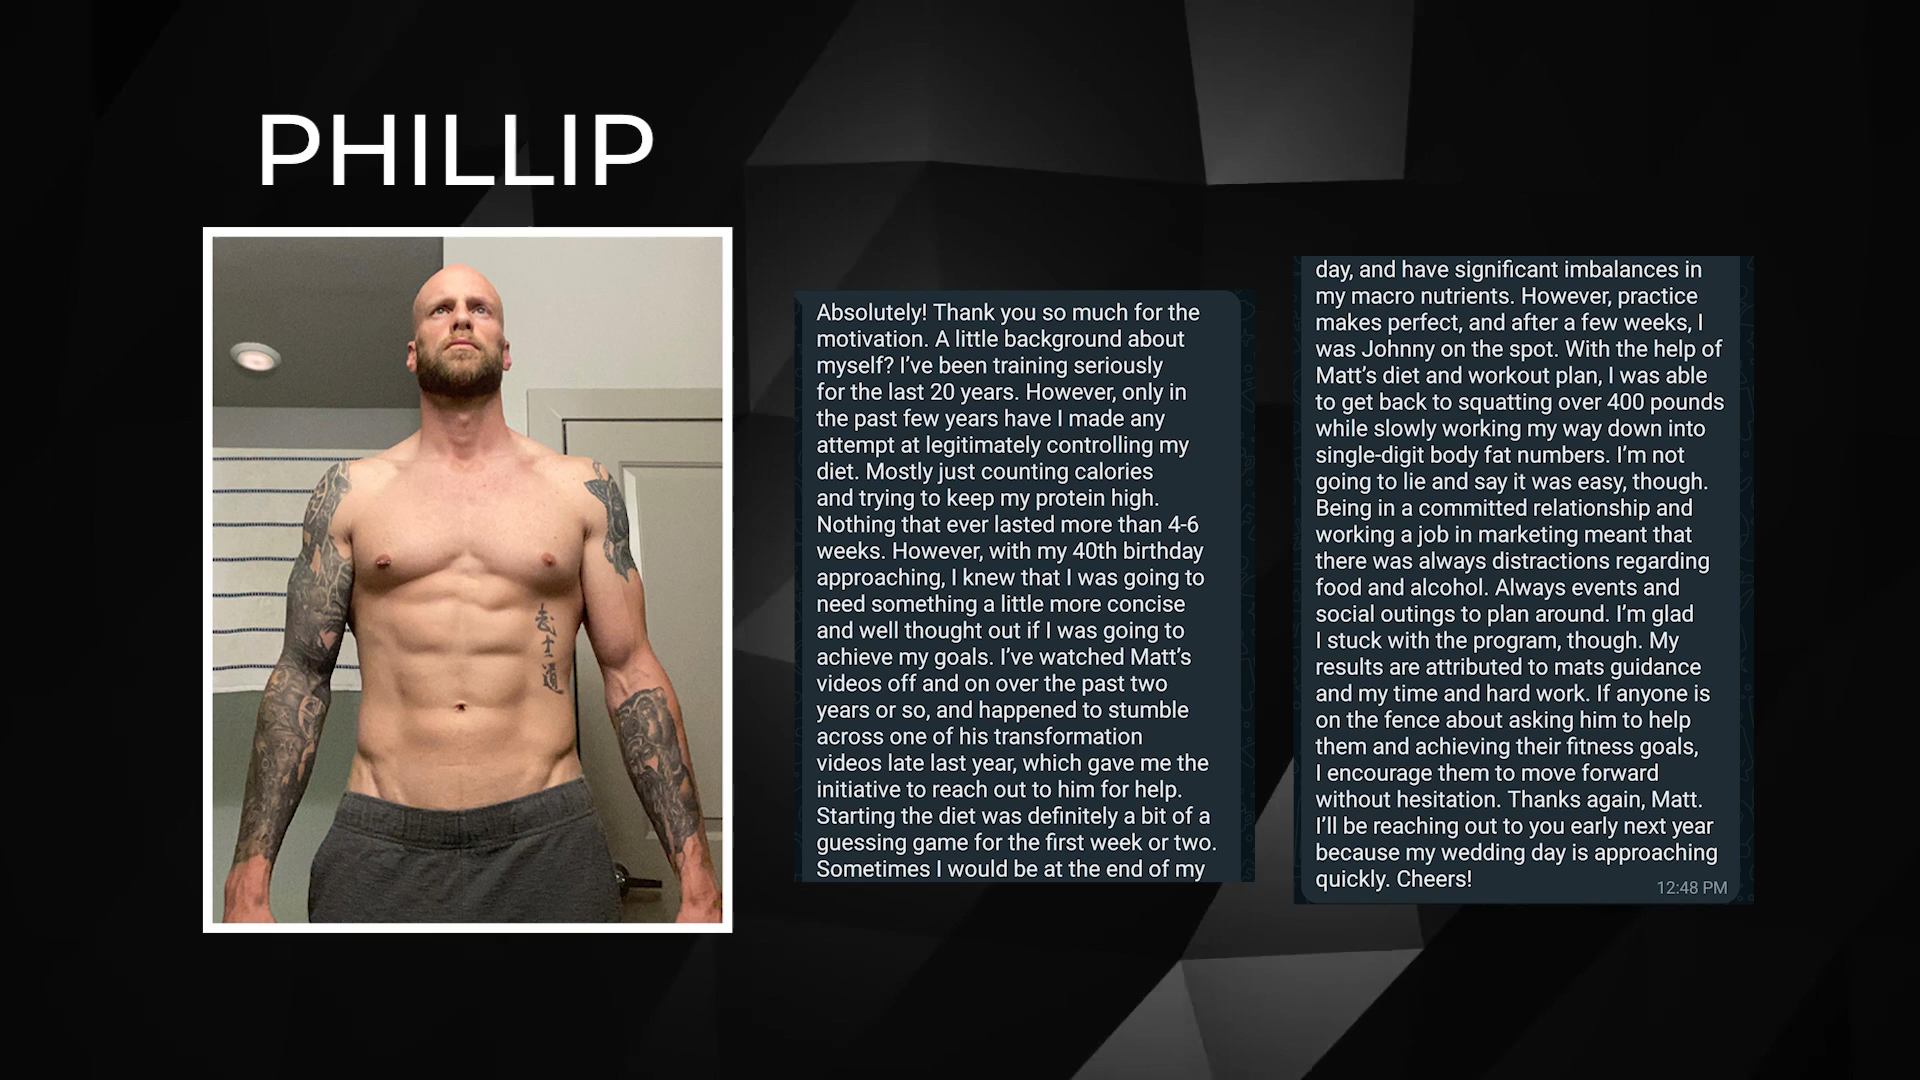 PHILLIP
武
士
道
Absolutely! Thank you so much for the
motivation. A little background about
myself? I’ve been training seriously
for the last 20 years. However, only in
the past few years have I made any
attempt at legitimately controlling my
diet. Mostly just counting calories
and trying to keep my protein high.
Nothing that ever lasted more than 4-6
weeks. However, with my 40th birthday
approaching, I knew that I was going to
need something a little more concise
and well thought out if I was going to
achieve my goals. I’ve watched Matt’s
videos off and on over the past two
years or so, and happened to stumble
across one of his transformation
videos late last year, which gave me the
initiative to reach out to him for help.
Starting the diet was definitely a bit of a
guessing game for the first week or two.
Sometimes I would be at the end of my
day, and have significant imbalances in
my macro nutrients. However, practice
makes perfect, and after a few weeks, I
was Johnny on the spot. With the help of
Matt’s diet and workout plan, I was able
to get back to squatting over 400 pounds
while slowly working my way down into
single-digit body fat numbers. I’m not
going to lie and say it was easy, though.
Being in a committed relationship and
working a job in marketing meant that
there was always distractions regarding
food and alcohol. Always events and
social outings to plan around. I’m glad
I stuck with the program, though. My
results are attributed to mats guidance
and my time and hard work. If anyone is
on the fence about asking him to help
them and achieving their fitness goals,
I encourage them to move forward
without hesitation. Thanks again, Matt.
I’ll be reaching out to you early next year
because my wedding day is approaching
quickly. Cheers!
12:48 PM